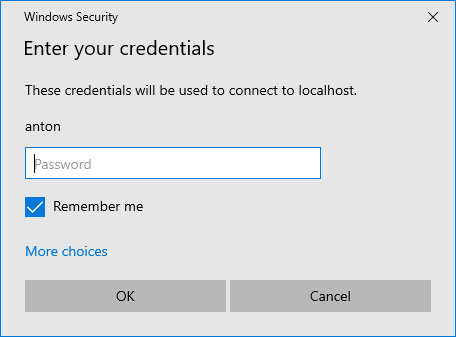 Windows Security
Enter your credentials
These credentials will be used to connect to localhost.
anton
Password
Remember me
More choices
OK
Cancel